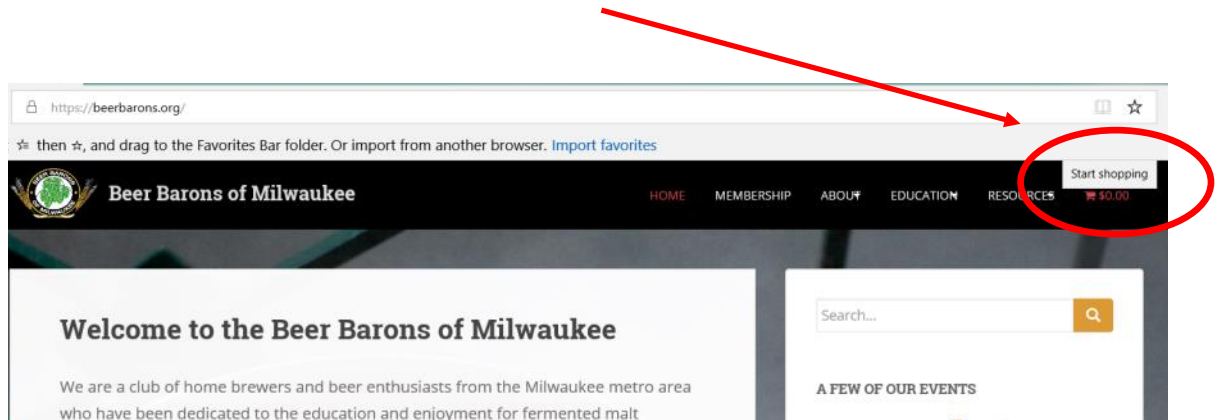 https://beerbarons.org/
then ☆, and drag to the Favorites Bar folder. Or import from another browser. Import favorites
Start shopping
Beer Barons of Milwaukee
HOME MEMBERSHIP ABOUT EDUCATION RESOURCES $0.00
Welcome to the Beer Barons of Milwaukee
Search...
We are a club of home brewers and beer enthusiasts from the Milwaukee metro area
who have been dedicated to the education and enjoyment for fermented malt
A FEW OF OUR EVENTS